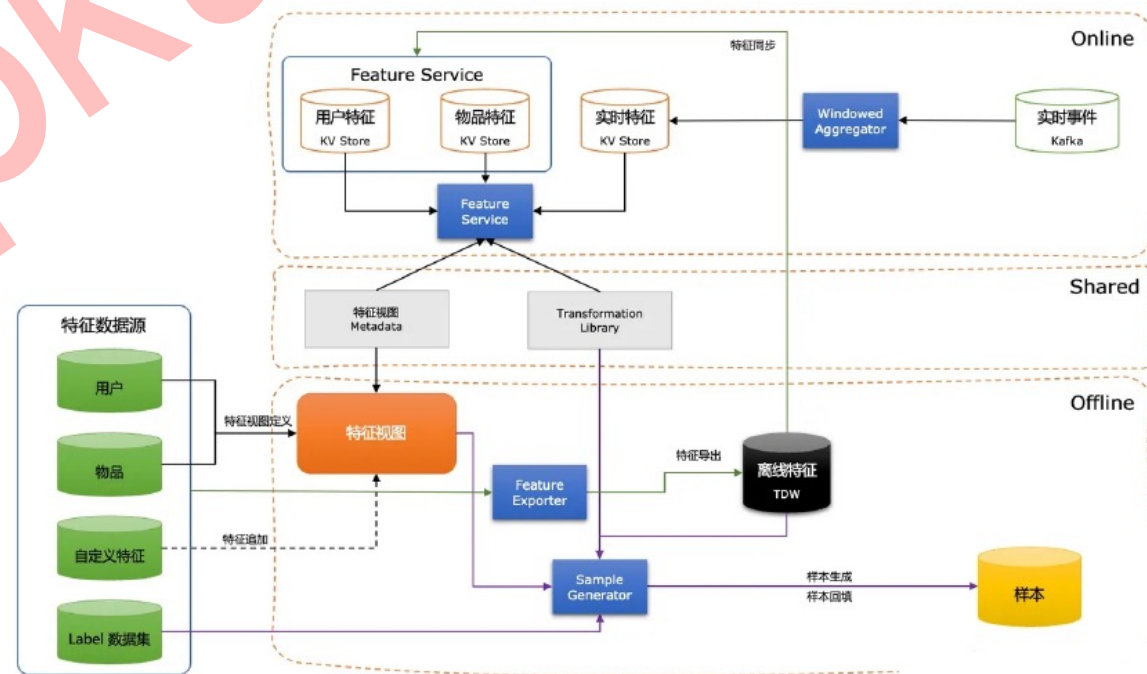 Online
特征同步
Feature Service
用户特征
KV Store
物品特征
KV Store
实时特征
KV Store
Windowed
Aggregator
实时事件
Kafka
Feature
Service
Shared
特征视图
Metadata
Transformation
Library
特征数据源
用户
物品
自定义特征
Label 数据集
Offline
特征视图定义
特征视图
特征追加
Feature
Exporter
特征导出
离线特征
TDW
Sample
Generator
样本生成
样本回填
样本